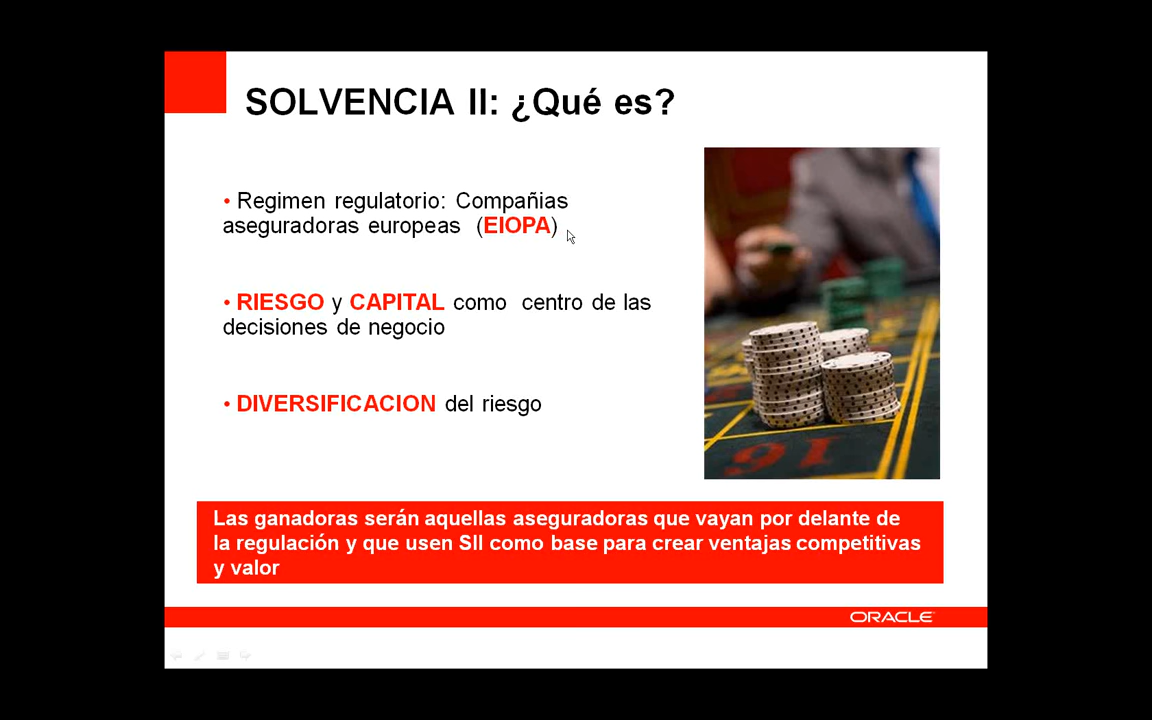 SOLVENCIA II: ¿Qué es?
• Regimen regulatorio: Compañias
aseguradoras europeas (EIOPA)
• RIESGO y CAPITAL como centro de las
decisiones de negocio
• DIVERSIFICACION del riesgo
16
Las ganadoras serán aquellas aseguradoras que vayan por delante de
la regulación y que usen SII como base para crear ventajas competitivas
y valor
ORACLE